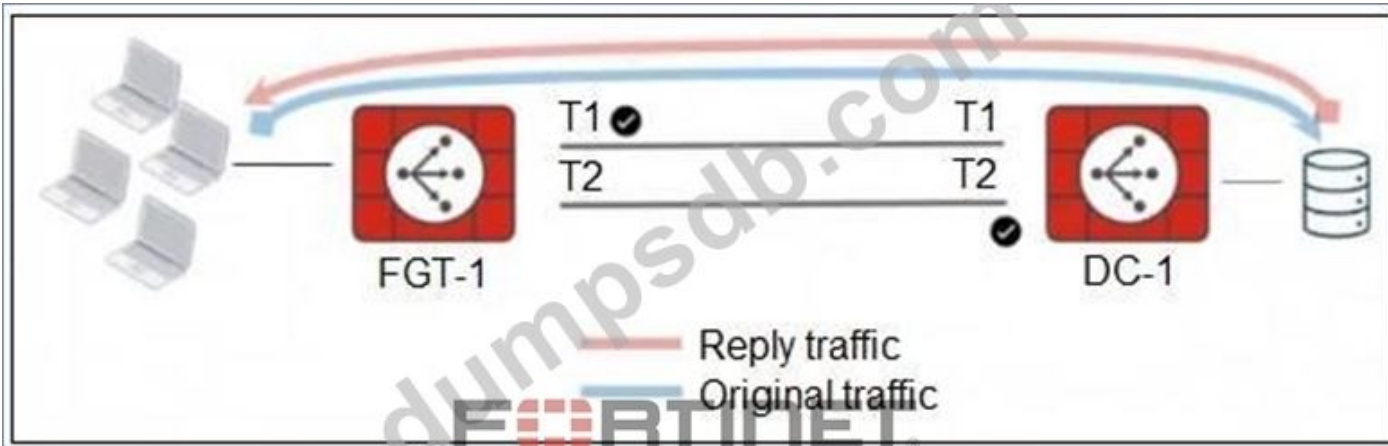 T1 T1
T2 T2
FGT-1 DC-1
Reply traffic
Original traffic
FORTINET
dumpsdb.com